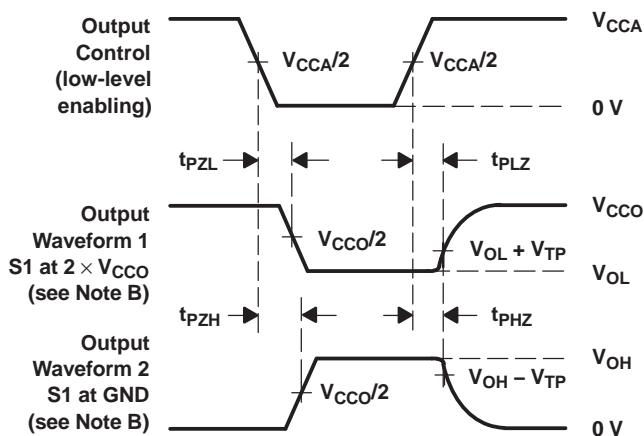 Output
Control
(low-level
enabling)
VCCA/2
VCCA/2
VCCA
0 V
tPZL
tPLZ
Output
Waveform 1
S1 at 2 × VCCO
(see Note B)
VCCO/2
VCCO
VOL + VTP
VOL
tPZH
tPHZ
Output
Waveform 2
S1 at GND
(see Note B)
VCCO/2
VOH
VOH – VTP
0 V